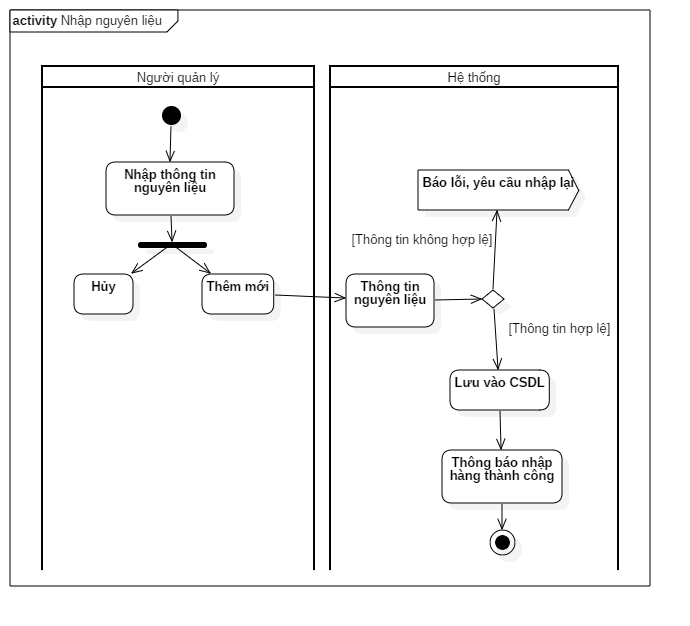 activity Nhập nguyên liệu
Người quản lý
Hệ thống
Nhập thông tin
nguyên liệu
Báo lỗi, yêu cầu nhập lại
[Thông tin không hợp lệ]
Hủy
Thêm mới
Thông tin
nguyên liệu
[Thông tin hợp lệ]
Lưu vào CSDL
Thông báo nhập
hàng thành công